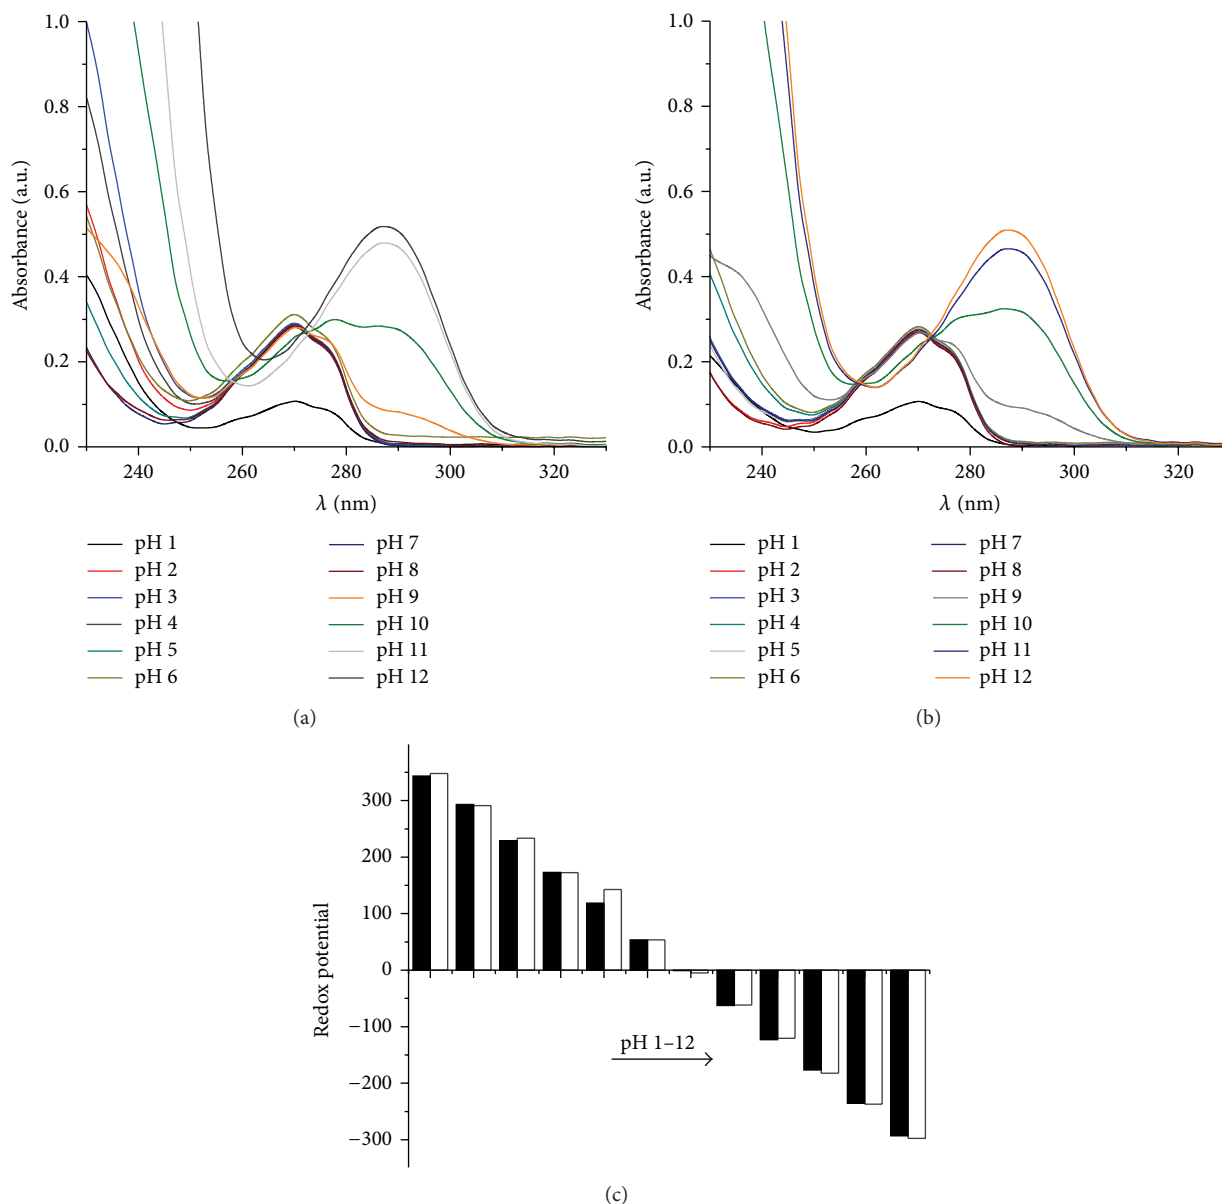 1.0
0.8
0.6
0.4
0.2
0.0
Absorbance (a.u.)
240 260 280 300 320
λ (nm)
pH 1
pH 2
pH 3
pH 4
pH 5
pH 6
pH 7
pH 8
pH 9
pH 10
pH 11
pH 12
(a)
1.0
0.8
0.6
0.4
0.2
0.0
Absorbance (a.u.)
240 260 280 300 320
λ (nm)
pH 1
pH 2
pH 3
pH 4
pH 5
pH 6
pH 7
pH 8
pH 9
pH 10
pH 11
pH 12
(b)
300
200
100
0
−100
−200
−300
Redox potential
pH 1–12
(c)